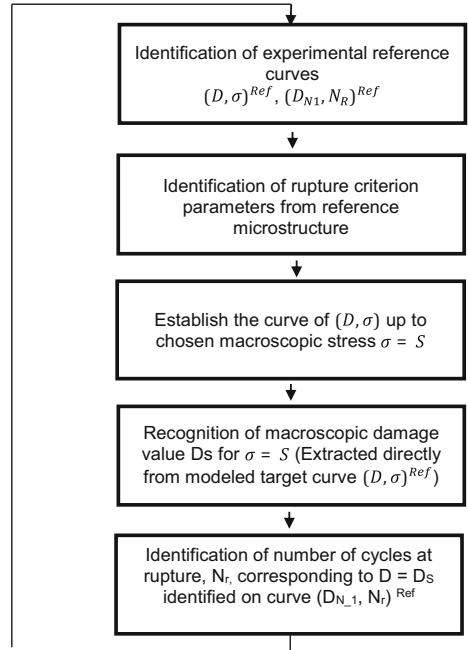 Identification of experimental reference
curves
(D, σ)^Ref, (D_N1, N_R)^Ref
Identification of rupture criterion
parameters from reference
microstructure
Establish the curve of (D, σ) up to
chosen macroscopic stress σ = S
Recognition of macroscopic damage
value Ds for σ = S (Extracted directly
from modeled target curve (D, σ)^Ref)
Identification of number of cycles at
rupture, N_r, corresponding to D = D_S
identified on curve (D_N_1, N_r) ^Ref